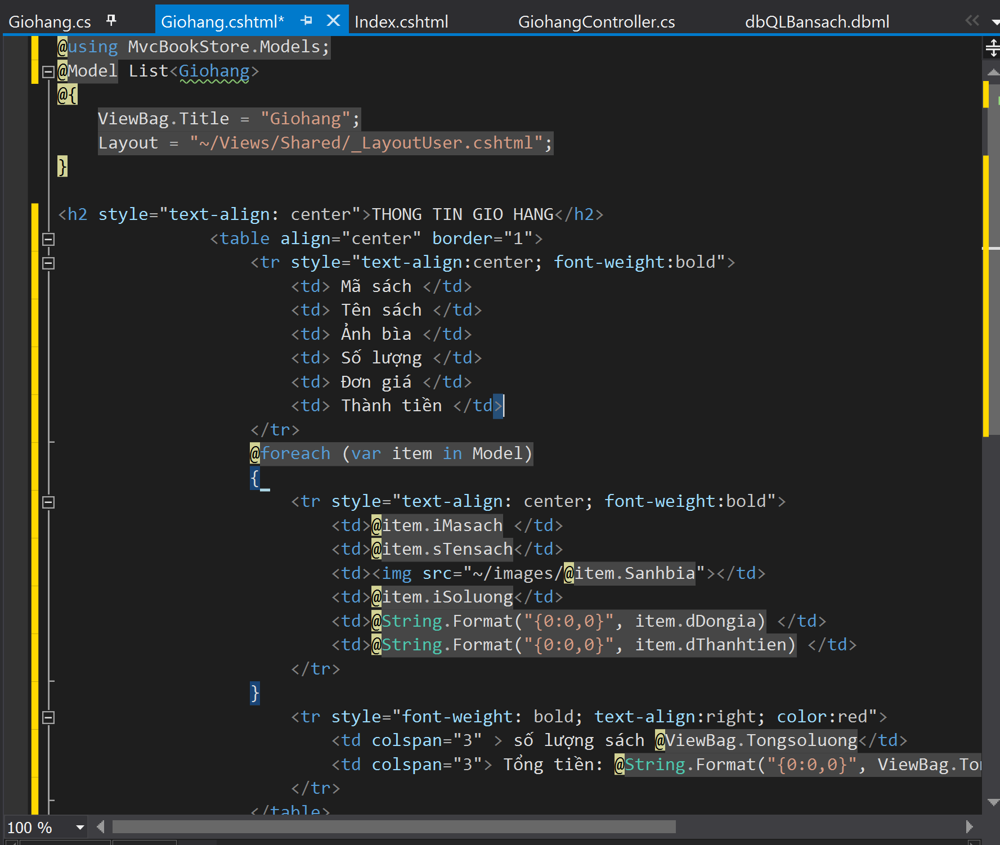 Giohang.cs Giohang.cshtml* Index.cshtml GiohangController.cs dbQLBansach.dbml
@using MvcBookStore.Models;
@Model List<Giohang>
@{
ViewBag.Title = "Giohang";
Layout = "~/Views/Shared/_LayoutUser.cshtml";
}
<h2 style="text-align: center">THONG TIN GIO HANG</h2>
<table align="center" border="1">
<tr style="text-align:center; font-weight:bold">
<td> Mã sách </td>
<td> Tên sách </td>
<td> Ảnh bìa </td>
<td> Số lượng </td>
<td> Đơn giá </td>
<td> Thành tiền </td>
</tr>
@foreach (var item in Model)
{
<tr style="text-align: center; font-weight:bold">
<td>@item.iMasach </td>
<td>@item.sTensach</td>
<td><img src="~/images/@item.Sanhbia"></td>
<td>@item.iSoluong</td>
<td>@String.Format("{0:0,0}", item.dDongia) </td>
<td>@String.Format("{0:0,0}", item.dThanhtien) </td>
</tr>
}
<tr style="font-weight: bold; text-align:right; color:red">
<td colspan="3" > số lượng sách @ViewBag.Tongsoluong</td>
<td colspan="3"> Tổng tiền: @String.Format("{0:0,0}", ViewBag.To
</tr>
</table>
100 %